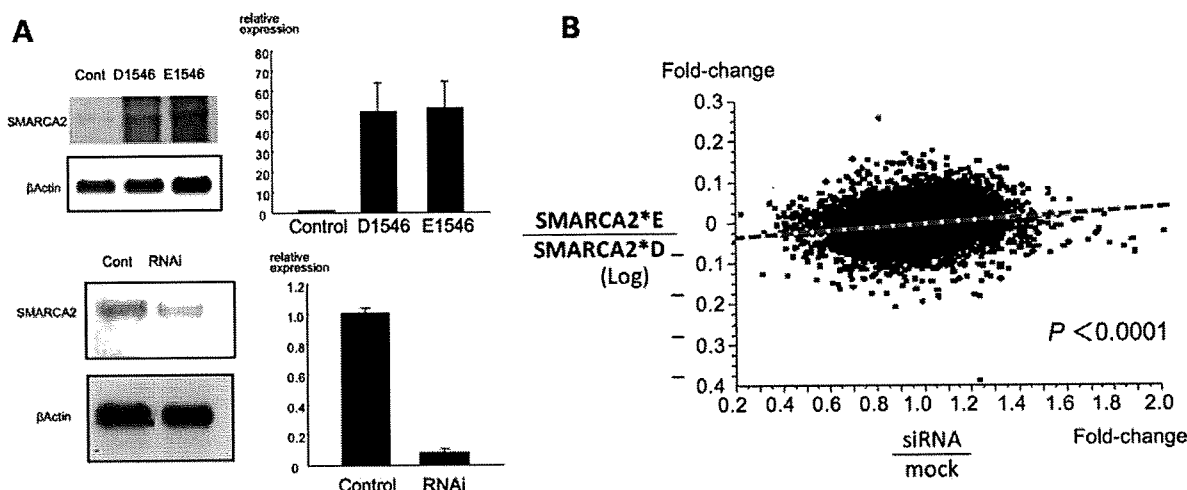 A
relative
expression
80
70
60
50
40
30
20
10
0
Control D1546 E1546
Cont D1546 E1546
SMARCA2
βActin
Cont RNAi
SMARCA2
βActin
relative
expression
1.2
1.0
0.8
0.6
0.4
0.2
0
Control RNAi
B
Fold-change
0.3
0.2
0.1
0
0.1
0.2
0.3
0.4
SMARCA2*E
SMARCA2*D
(Log)
P <0.0001
0.2 0.4 0.6 0.8 1.0 1.2 1.4 1.6 1.8 2.0
siRNA
mock
Fold-change